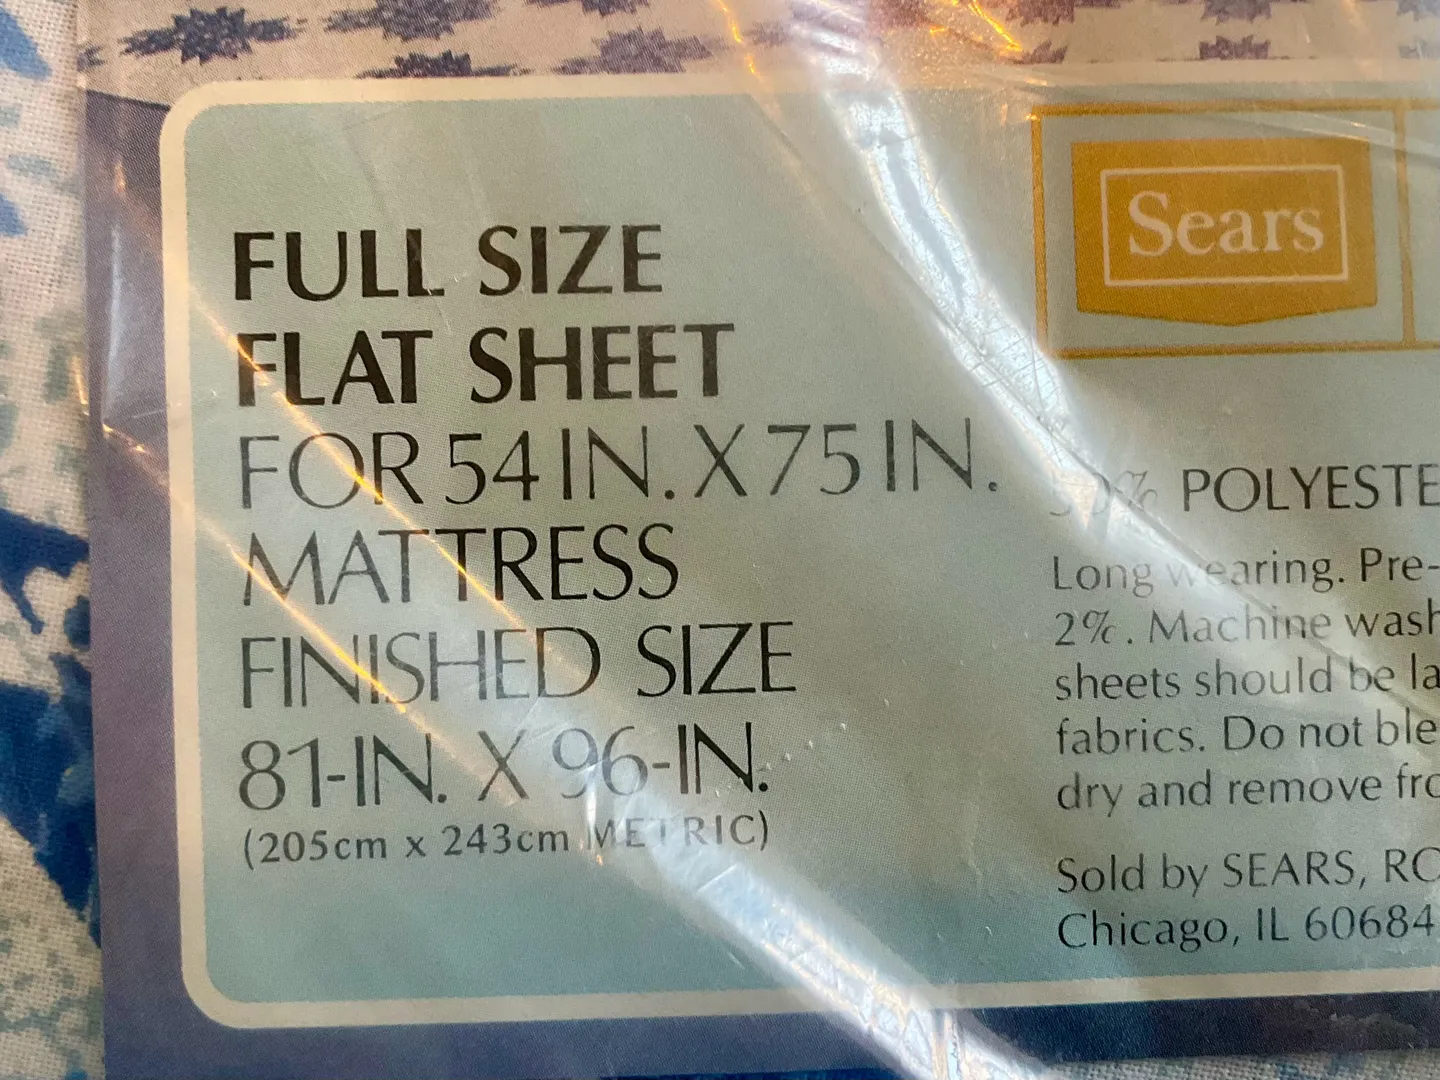 FULL SIZE
FLAT SHEET
FOR 54 IN. X 75 IN.
MATTRESS
FINISHED SIZE
81-IN. X 96-IN.
(205cm x 243cm METRIC)
Sears
50% POLYESTE
Long wearing. Pre-
2%. Machine wash
sheets should be la
fabrics. Do not ble
dry and remove fro
Sold by SEARS, RO
Chicago, IL 60684